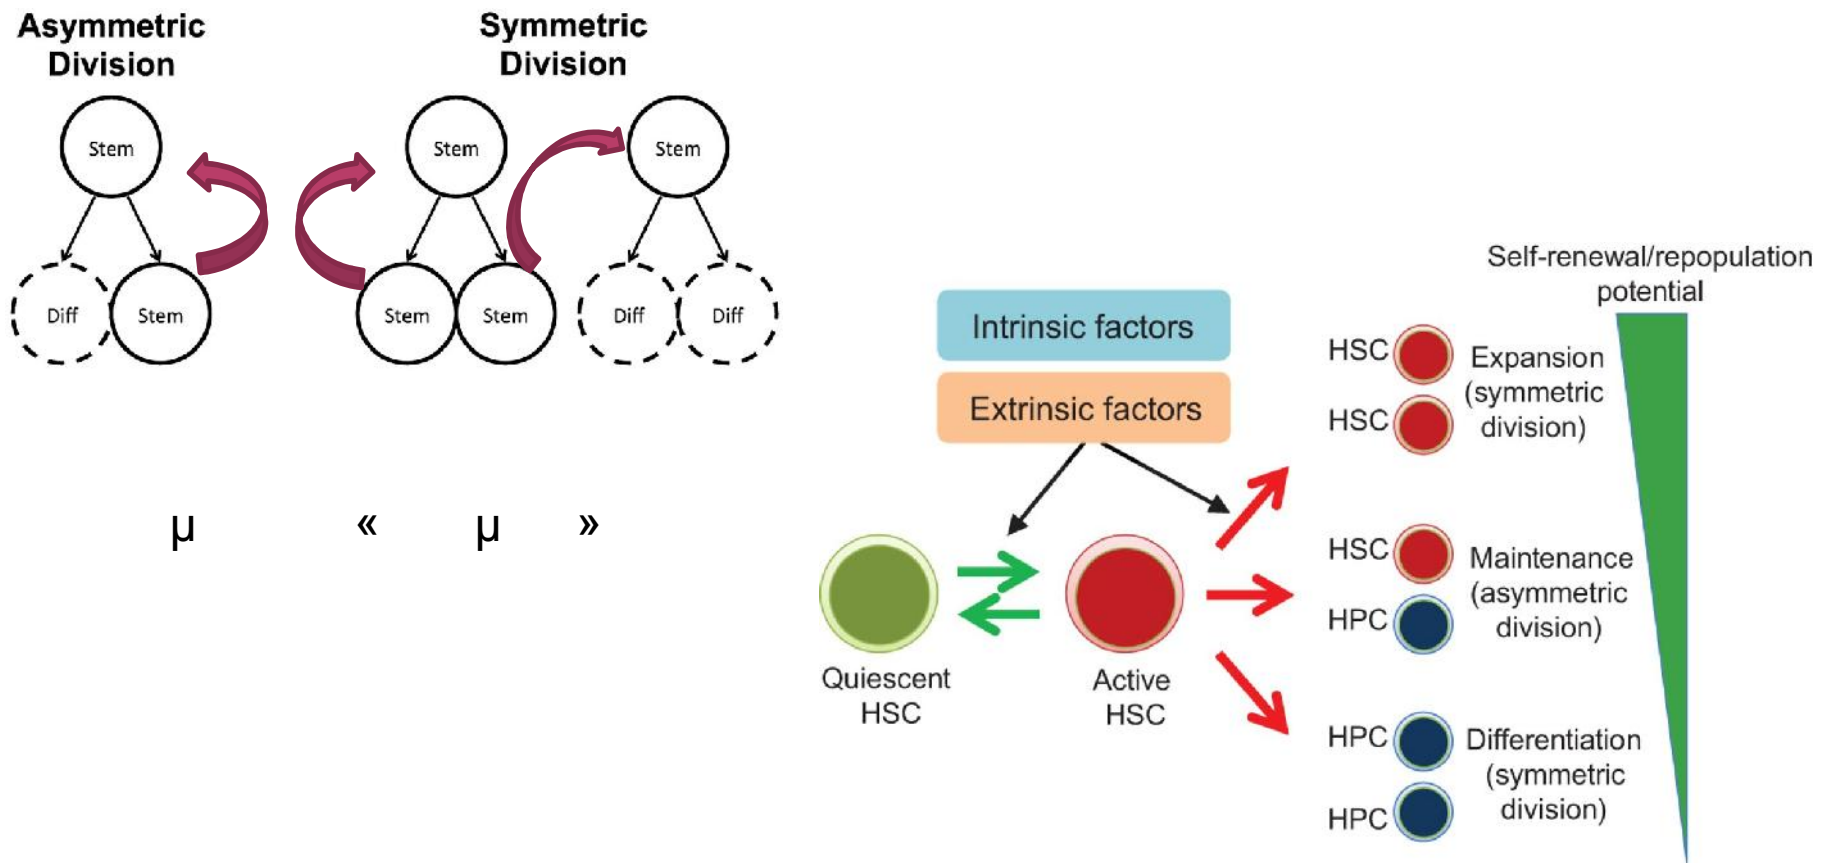 Asymmetric
Division
Symmetric
Division
Stem
Diff
Stem
Stem
Stem
Stem
Stem
Diff
Diff
μ « μ »
Intrinsic factors
Extrinsic factors
Quiescent
HSC
Active
HSC
Self-renewal/repopulation
potential
HSC
HSC
Expansion
(symmetric
division)
HSC
HPC
Maintenance
(asymmetric
division)
HPC
HPC
Differentiation
(symmetric
division)